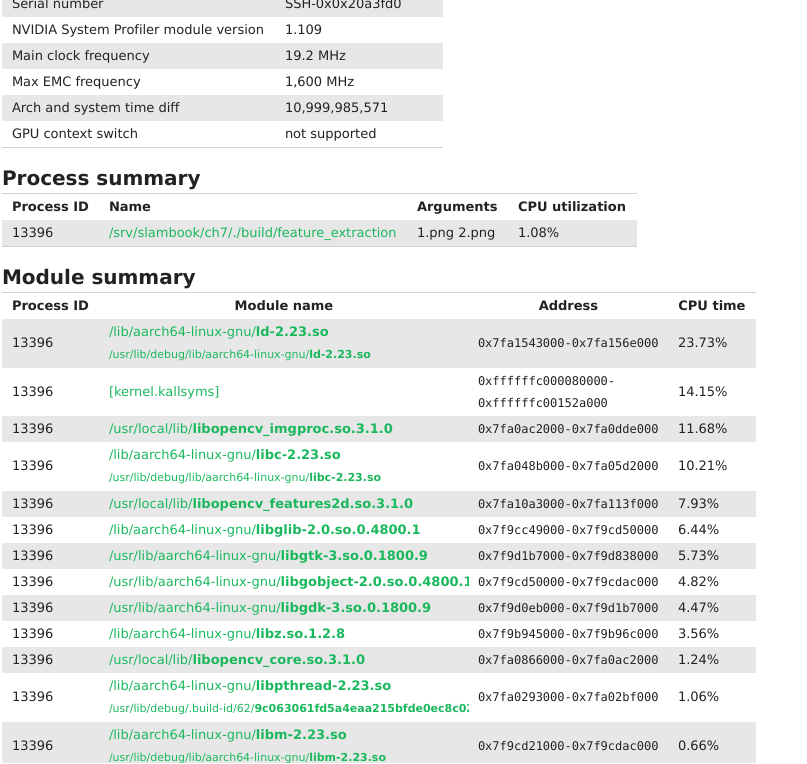 Serial number SSH-0x0x20a3fd0
NVIDIA System Profiler module version 1.109
Main clock frequency 19.2 MHz
Max EMC frequency 1,600 MHz
Arch and system time diff 10,999,985,571
GPU context switch not supported
Process summary
Process ID Name Arguments CPU utilization
13396 /srv/slambook/ch7/./build/feature_extraction 1.png 2.png 1.08%
Module summary
Process ID Module name Address CPU time
13396 /lib/aarch64-linux-gnu/ld-2.23.so 0x7fa1543000-0x7fa156e000 23.73%
/usr/lib/debug/lib/aarch64-linux-gnu/ld-2.23.so
13396 [kernel.kallsyms] 0xffffffc000080000- 14.15%
0xffffffc00152a000
13396 /usr/local/lib/libopencv_imgproc.so.3.1.0 0x7fa0ac2000-0x7fa0dde000 11.68%
13396 /lib/aarch64-linux-gnu/libc-2.23.so 0x7fa048b000-0x7fa05d2000 10.21%
/usr/lib/debug/lib/aarch64-linux-gnu/libc-2.23.so
13396 /usr/local/lib/libopencv_features2d.so.3.1.0 0x7fa10a3000-0x7fa113f000 7.93%
13396 /lib/aarch64-linux-gnu/libglib-2.0.so.0.4800.1 0x7f9cc49000-0x7f9cd50000 6.44%
13396 /usr/lib/aarch64-linux-gnu/libgtk-3.so.0.1800.9 0x7f9d1b7000-0x7f9d838000 5.73%
13396 /usr/lib/aarch64-linux-gnu/libgobject-2.0.so.0.4800.1 0x7f9cd50000-0x7f9cdac000 4.82%
13396 /usr/lib/aarch64-linux-gnu/libgdk-3.so.0.1800.9 0x7f9d0eb000-0x7f9d1b7000 4.47%
13396 /lib/aarch64-linux-gnu/libz.so.1.2.8 0x7f9b945000-0x7f9b96c000 3.56%
13396 /usr/local/lib/libopencv_core.so.3.1.0 0x7fa0866000-0x7fa0ac2000 1.24%
13396 /lib/aarch64-linux-gnu/libpthread-2.23.so 0x7fa0293000-0x7fa02bf000 1.06%
/usr/lib/debug/.build-id/62/9c063061fd5a4eaa215bfde0ec8c02
13396 /lib/aarch64-linux-gnu/libm-2.23.so 0x7f9cd21000-0x7f9cdac000 0.66%
/usr/lib/debug/lib/aarch64-linux-gnu/libm-2.23.so